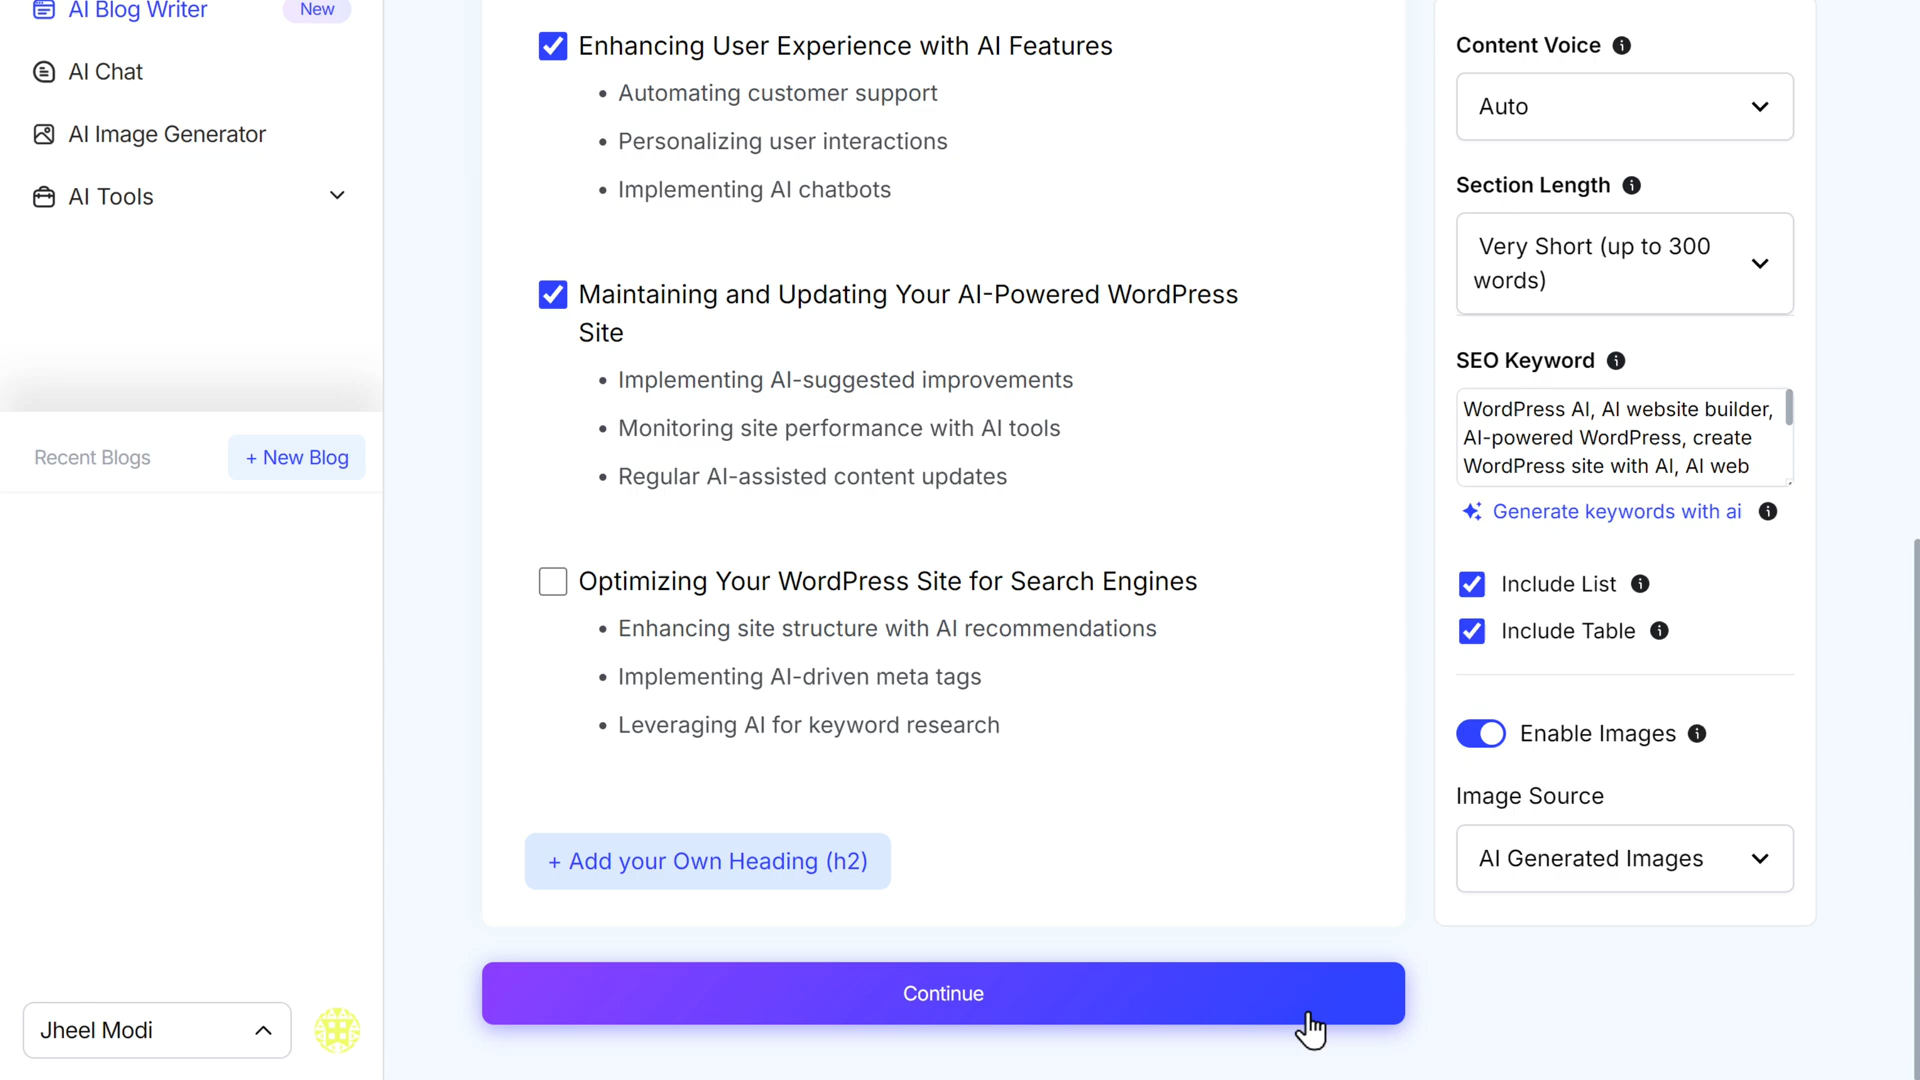 AI Blog Writer
New
AI Chat
AI Image Generator
AI Tools
Recent Blogs
+ New Blog
Jheel Modi
Enhancing User Experience with AI Features
• Automating customer support
• Personalizing user interactions
• Implementing AI chatbots
Maintaining and Updating Your AI-Powered WordPress
Site
• Implementing AI-suggested improvements
• Monitoring site performance with AI tools
• Regular AI-assisted content updates
Optimizing Your WordPress Site for Search Engines
• Enhancing site structure with AI recommendations
• Implementing AI-driven meta tags
• Leveraging AI for keyword research
+ Add your Own Heading (h2)
Continue
Content Voice
Auto
Section Length
Very Short (up to 300
words)
SEO Keyword
WordPress AI, AI website builder,
AI-powered WordPress, create
WordPress site with AI, AI web
Generate keywords with ai
Include List
Include Table
Enable Images
Image Source
AI Generated Images